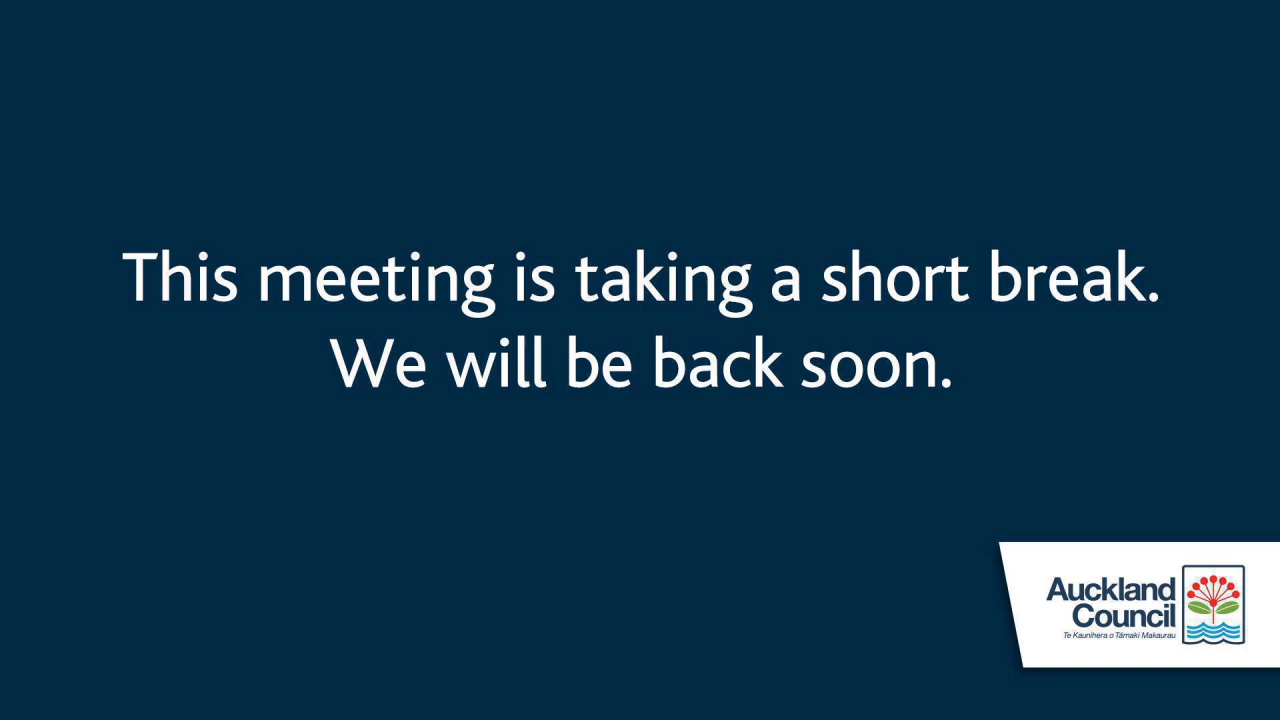 This meeting is taking a short break.
We will be back soon.
Auckland
Council
Te Kaunihera o Tāmaki Makaurau